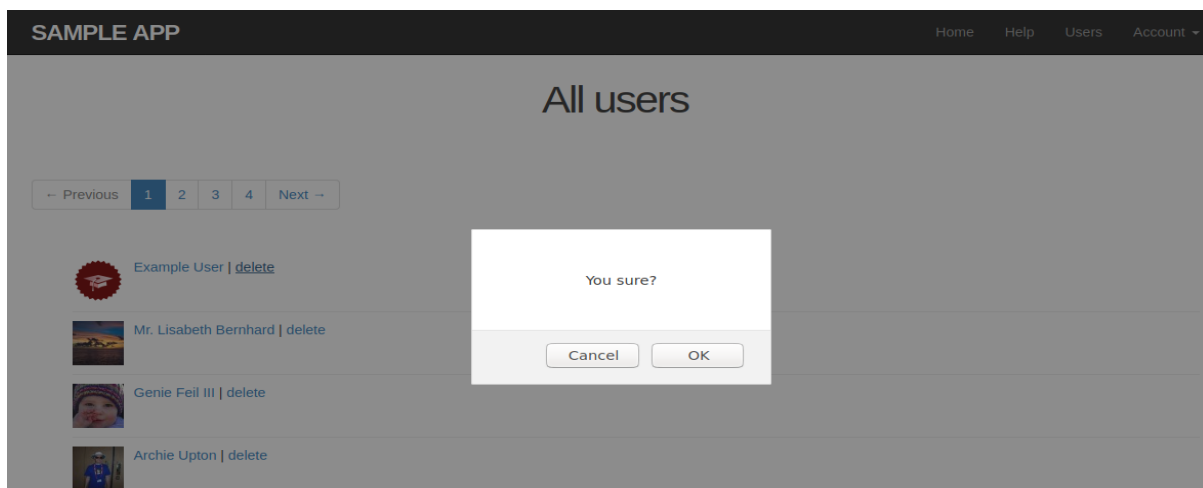 SAMPLE APP Home Help Users Account
All users
← Previous 1 2 3 4 Next →
Example User | delete
You sure?
Mr. Lisabeth Bernhard | delete
Cancel OK
Genie Feil III | delete
Archie Upton | delete